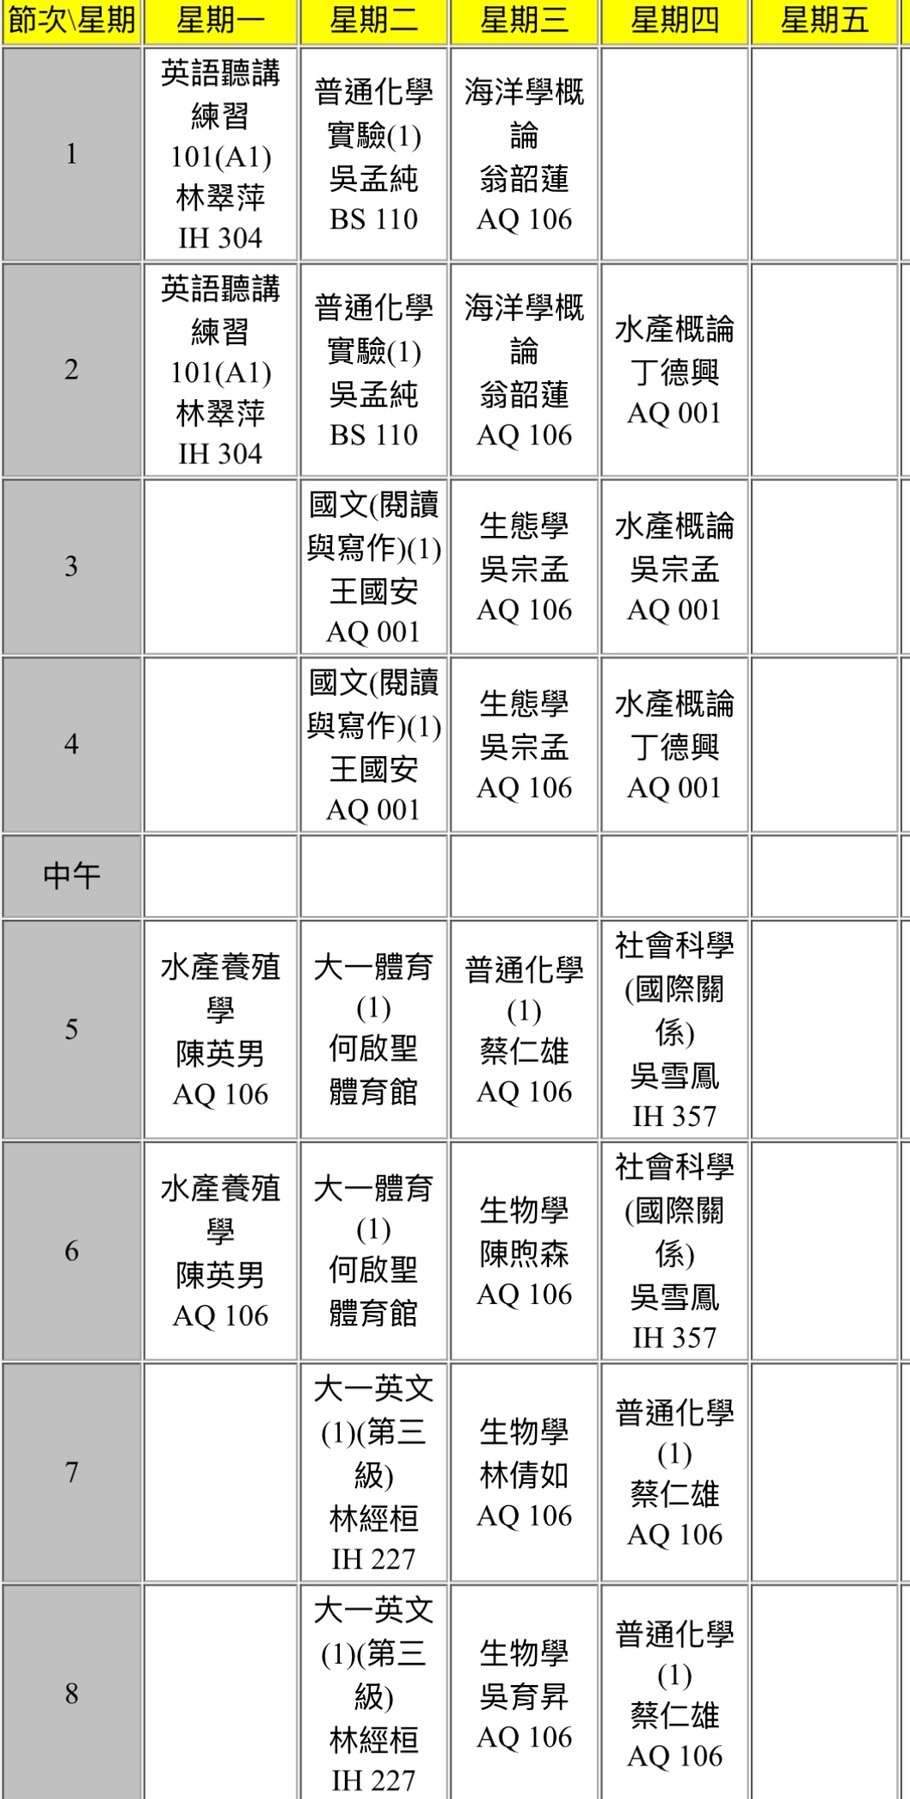 節次\星期 星期一 星期二 星期三 星期四 星期五
1
英語聽講
練習
101(A1)
林翠萍
IH 304
普通化學
實驗(1)
吳孟純
BS 110
海洋學概
論
翁韶蓮
AQ 106
2
英語聽講
練習
101(A1)
林翠萍
IH 304
普通化學
實驗(1)
吳孟純
BS 110
海洋學概
論
翁韶蓮
AQ 106
水產概論
丁德興
AQ 001
3
國文(閱讀
與寫作)(1)
王國安
AQ 001
生態學
吳宗孟
AQ 106
水產概論
吳宗孟
AQ 001
4
國文(閱讀
與寫作)(1)
王國安
AQ 001
生態學
吳宗孟
AQ 106
水產概論
丁德興
AQ 001
中午
5
水產養殖
學
陳英男
AQ 106
大一體育
(1)
何啟聖
體育館
普通化學
(1)
蔡仁雄
AQ 106
社會科學
(國際關
係)
吳雪鳳
IH 357
6
水產養殖
學
陳英男
AQ 106
大一體育
(1)
何啟聖
體育館
生物學
陳煦森
AQ 106
社會科學
(國際關
係)
吳雪鳳
IH 357
7
大一英文
(1)(第三
級)
林經桓
IH 227
生物學
林倩如
AQ 106
普通化學
(1)
蔡仁雄
AQ 106
8
大一英文
(1)(第三
級)
林經桓
IH 227
生物學
吳育昇
AQ 106
普通化學
(1)
蔡仁雄
AQ 106